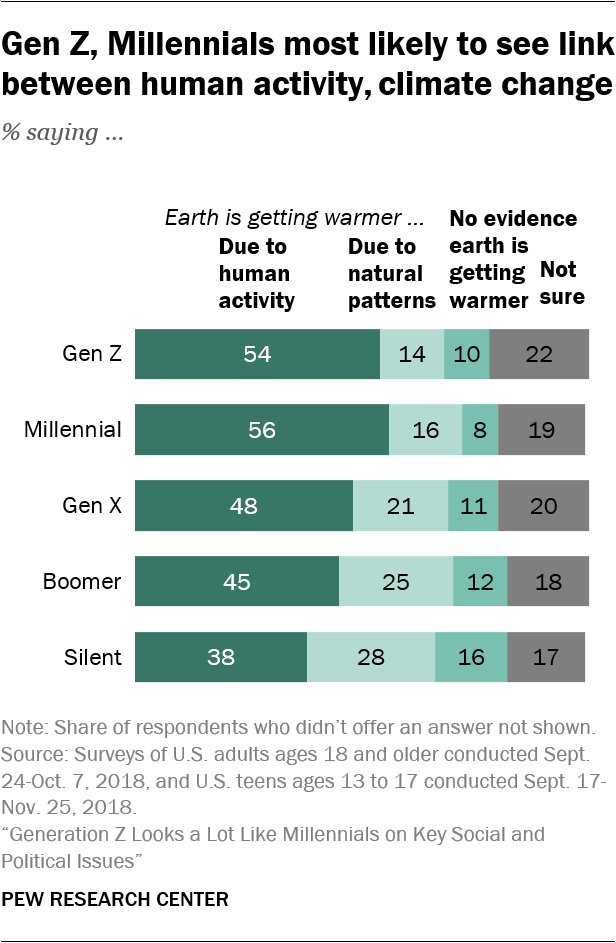 Gen Z, Millennials most likely to see link
between human activity, climate change
% saying ...
Earth is getting warmer ...
Due to
human
activity
Due to
natural
patterns
No evidence
earth is
getting
warmer
Not
sure
Gen Z 54 14 10 22
Millennial 56 16 8 19
Gen X 48 21 11 20
Boomer 45 25 12 18
Silent 38 28 16 17
Note: Share of respondents who didn’t offer an answer not shown.
Source: Surveys of U.S. adults ages 18 and older conducted Sept.
24-Oct. 7, 2018, and U.S. teens ages 13 to 17 conducted Sept. 17-
Nov. 25, 2018.
“Generation Z Looks a Lot Like Millennials on Key Social and
Political Issues”
PEW RESEARCH CENTER